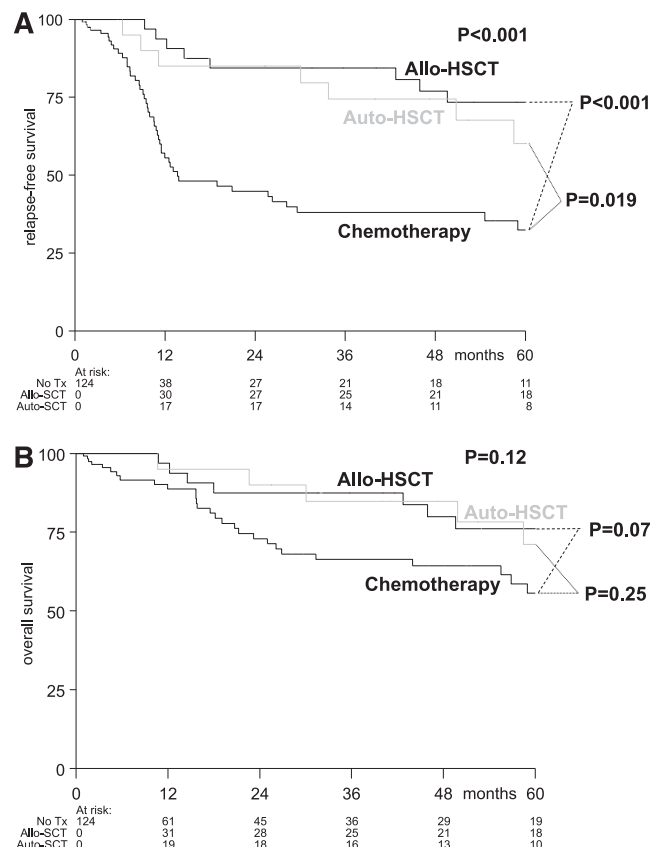 A
100
P<0.001
Allo-HSCT
P<0.001
75
Auto-HSCT
relapse-free survival
50
P=0.019
Chemotherapy
25
0
0 12 24 36 48 months 60
At risk:
No Tx 124 38 27 21 18 11
Allo-SCT 0 30 27 25 21 18
Auto-SCT 0 17 17 14 11 8
B
100
P=0.12
Allo-HSCT
Auto-HSCT
P=0.07
75
Chemotherapy
P=0.25
overall survival
50
25
0
0 12 24 36 48 months 60
At risk:
No Tx 124 61 45 36 29 19
Allo-SCT 0 31 28 25 21 18
Auto-SCT 0 19 18 16 13 10